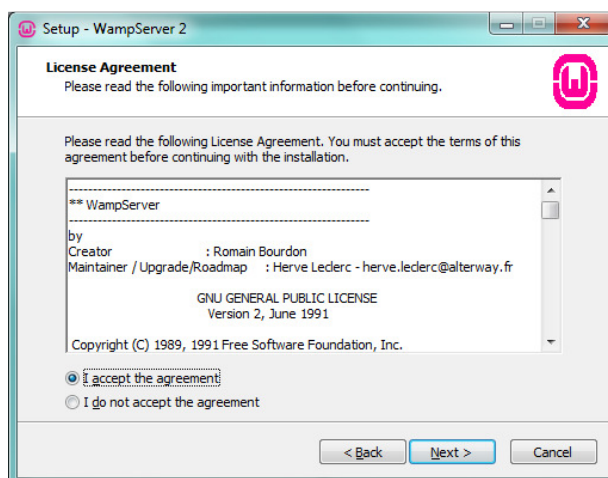 Setup - WampServer 2
License Agreement
Please read the following important information before continuing.
Please read the following License Agreement. You must accept the terms of this
agreement before continuing with the installation.
------------------------------------------------------------
** WampServer
------------------------------------------------------------
by
Creator : Romain Bourdon
Maintainer / Upgrade/Roadmap : Herve Leclerc - herve.leclerc@alterway.fr
GNU GENERAL PUBLIC LICENSE
Version 2, June 1991
Copyright (C) 1989, 1991 Free Software Foundation, Inc.
I accept the agreement
I do not accept the agreement
< Back Next > Cancel